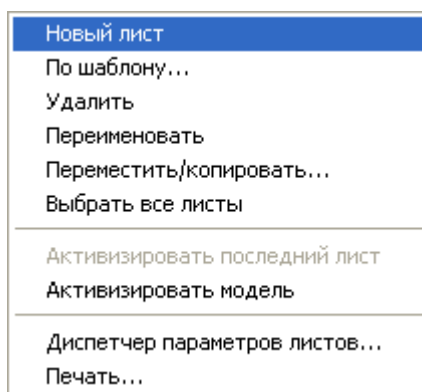 Новый лист
По шаблону...
Удалить
Переименовать
Переместить/копировать...
Выбрать все листы
Активизировать последний лист
Активизировать модель
Диспетчер параметров листов...
Печать...